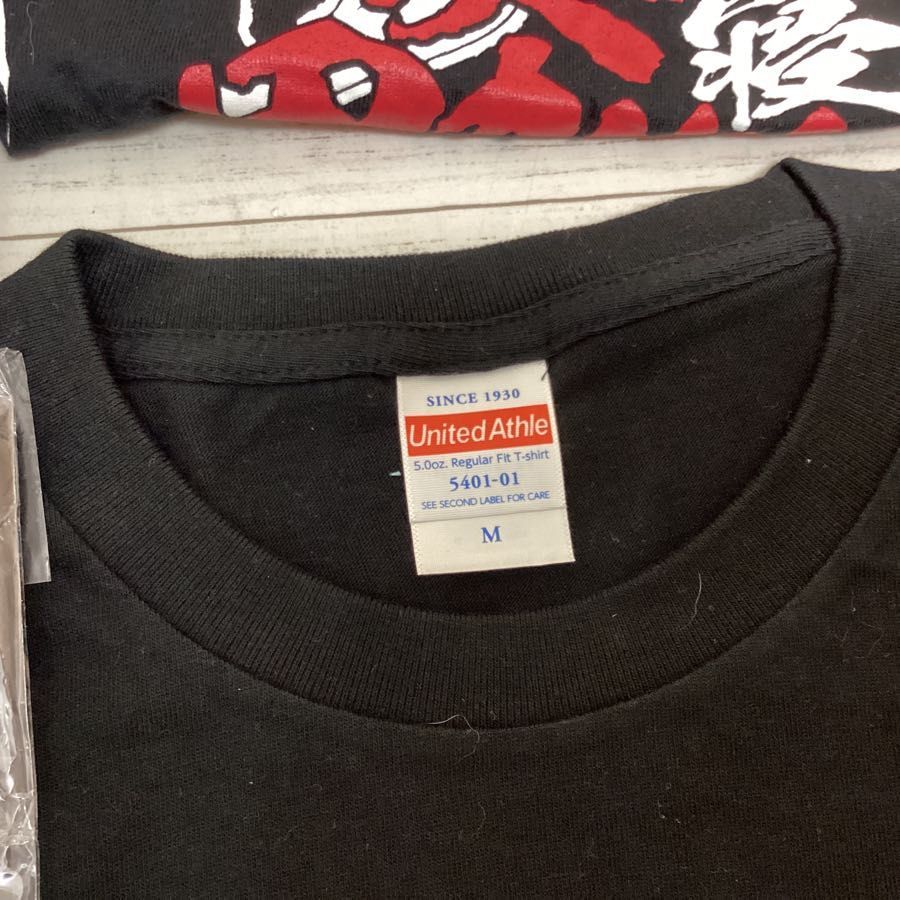 SINCE 1930
United Athle
5.0oz. Regular Fit T-shirt
5401-01
SEE SECOND LABEL FOR CARE
M